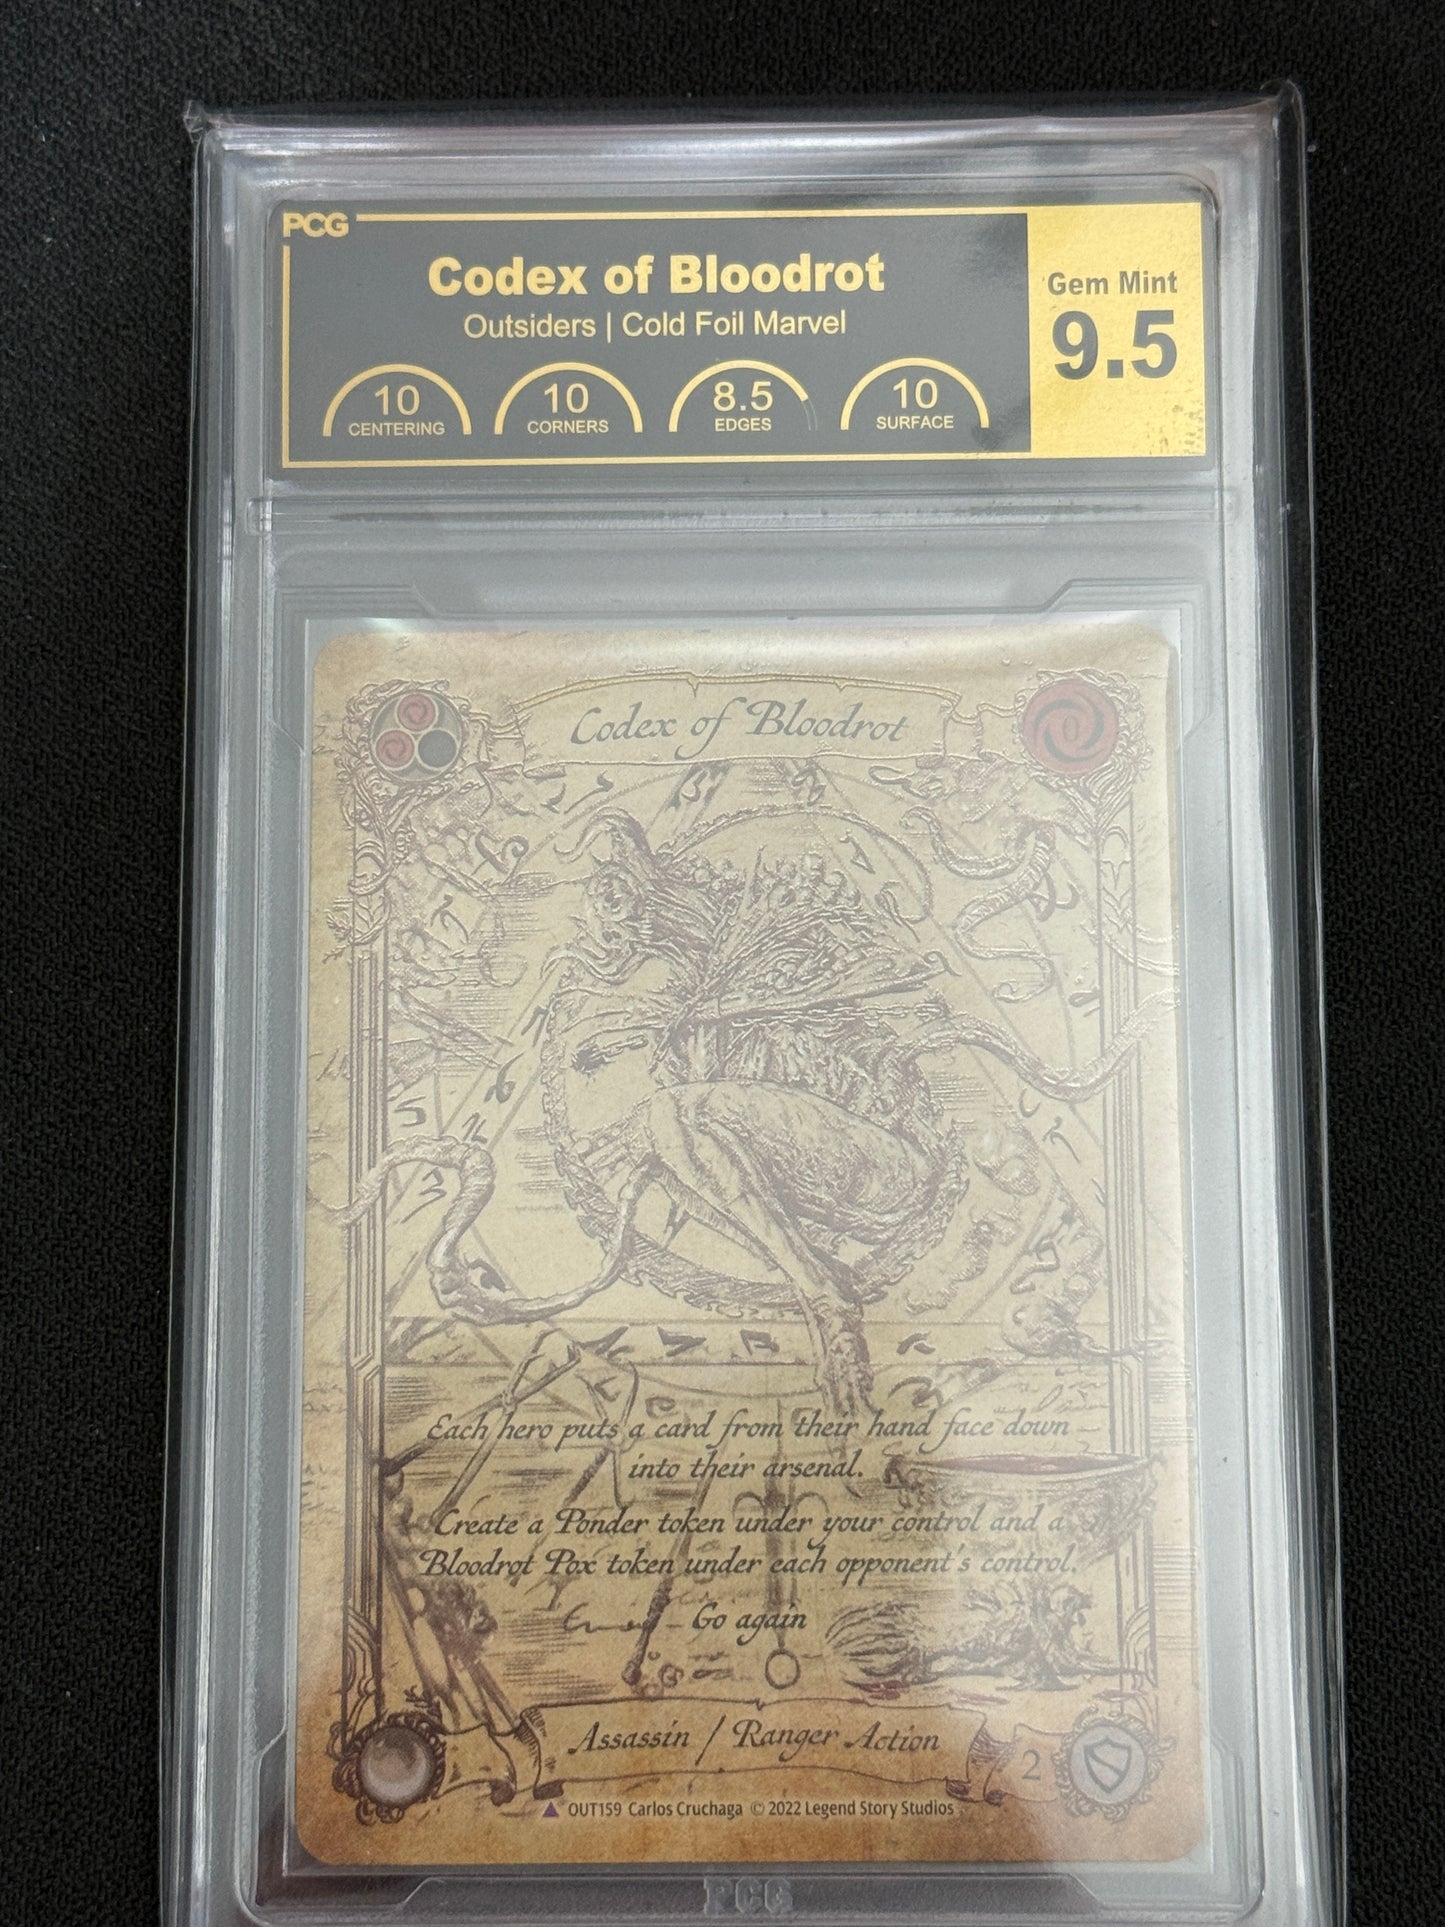 PCG
Codex of Bloodrot
Outsiders | Cold Foil Marvel
Gem Mint
9.5
10
CENTERING
10
CORNERS
8.5
EDGES
10
SURFACE
Codex of Bloodrot
0
Each hero puts a card from their hand face down
into their arsenal.
Create a Ponder token under your control and a
Bloodrot Pox token under each opponent's control.
Go again
Assassin / Ranger Action
2
OUT159 Carlos Cruchaga © 2022 Legend Story Studios
PCG